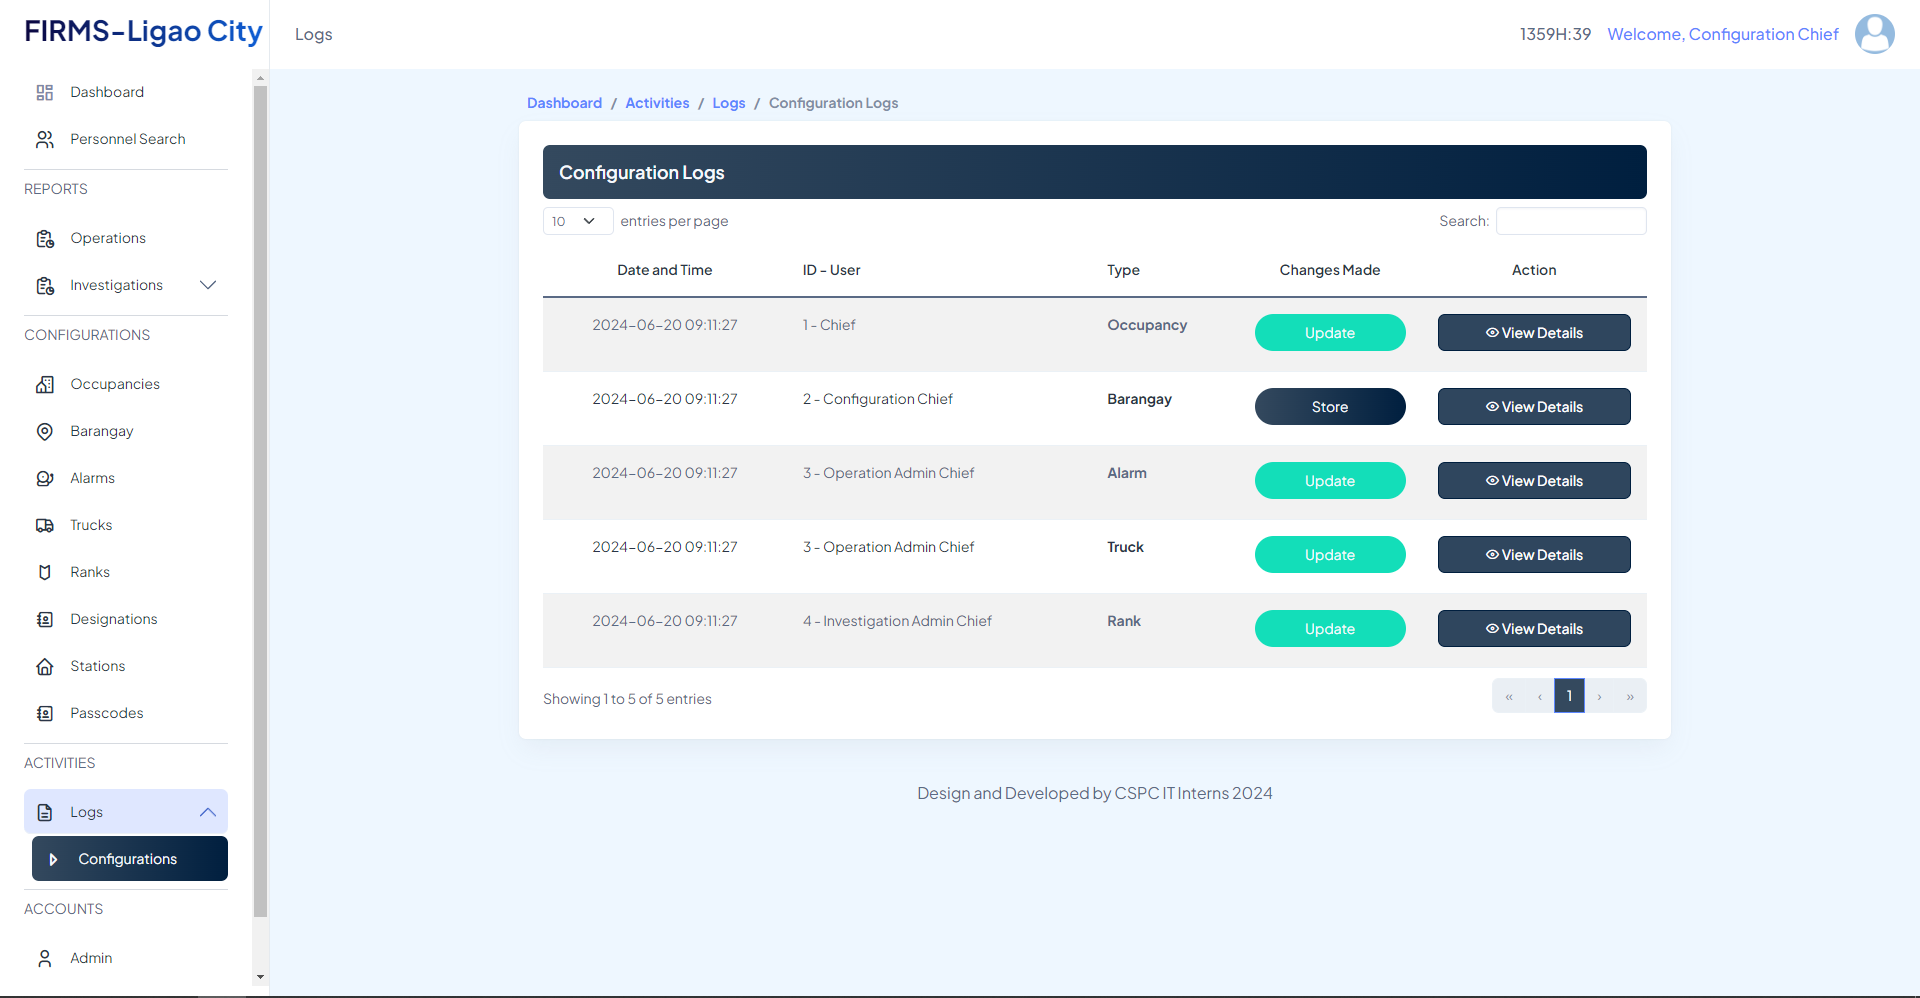 FIRMS-Ligao City
Logs
1359H:39
Welcome, Configuration Chief
Dashboard
Personnel Search
REPORTS
Operations
Investigations
CONFIGURATIONS
Occupancies
Barangay
Alarms
Trucks
Ranks
Designations
Stations
Passcodes
ACTIVITIES
Logs
Configurations
ACCOUNTS
Admin
Dashboard / Activities / Logs / Configuration Logs
Configuration Logs
10 entries per page
Search:
Date and Time ID - User Type Changes Made Action
2024-06-20 09:11:27 1 - Chief Occupancy Update View Details
2024-06-20 09:11:27 2 - Configuration Chief Barangay Store View Details
2024-06-20 09:11:27 3 - Operation Admin Chief Alarm Update View Details
2024-06-20 09:11:27 3 - Operation Admin Chief Truck Update View Details
2024-06-20 09:11:27 4 - Investigation Admin Chief Rank Update View Details
Showing 1 to 5 of 5 entries
« ‹ 1 › »
Design and Developed by CSPC IT Interns 2024